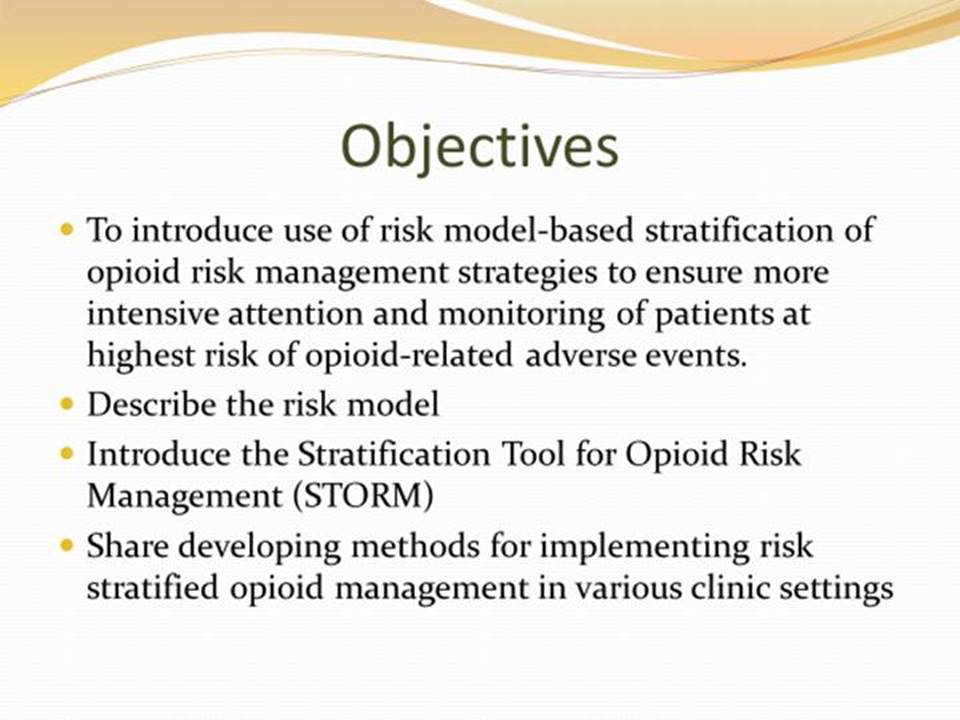 Objectives
• To introduce use of risk model-based stratification of
opioid risk management strategies to ensure more
intensive attention and monitoring of patients at
highest risk of opioid-related adverse events.
• Describe the risk model
• Introduce the Stratification Tool for Opioid Risk
Management (STORM)
• Share developing methods for implementing risk
stratified opioid management in various clinic settings